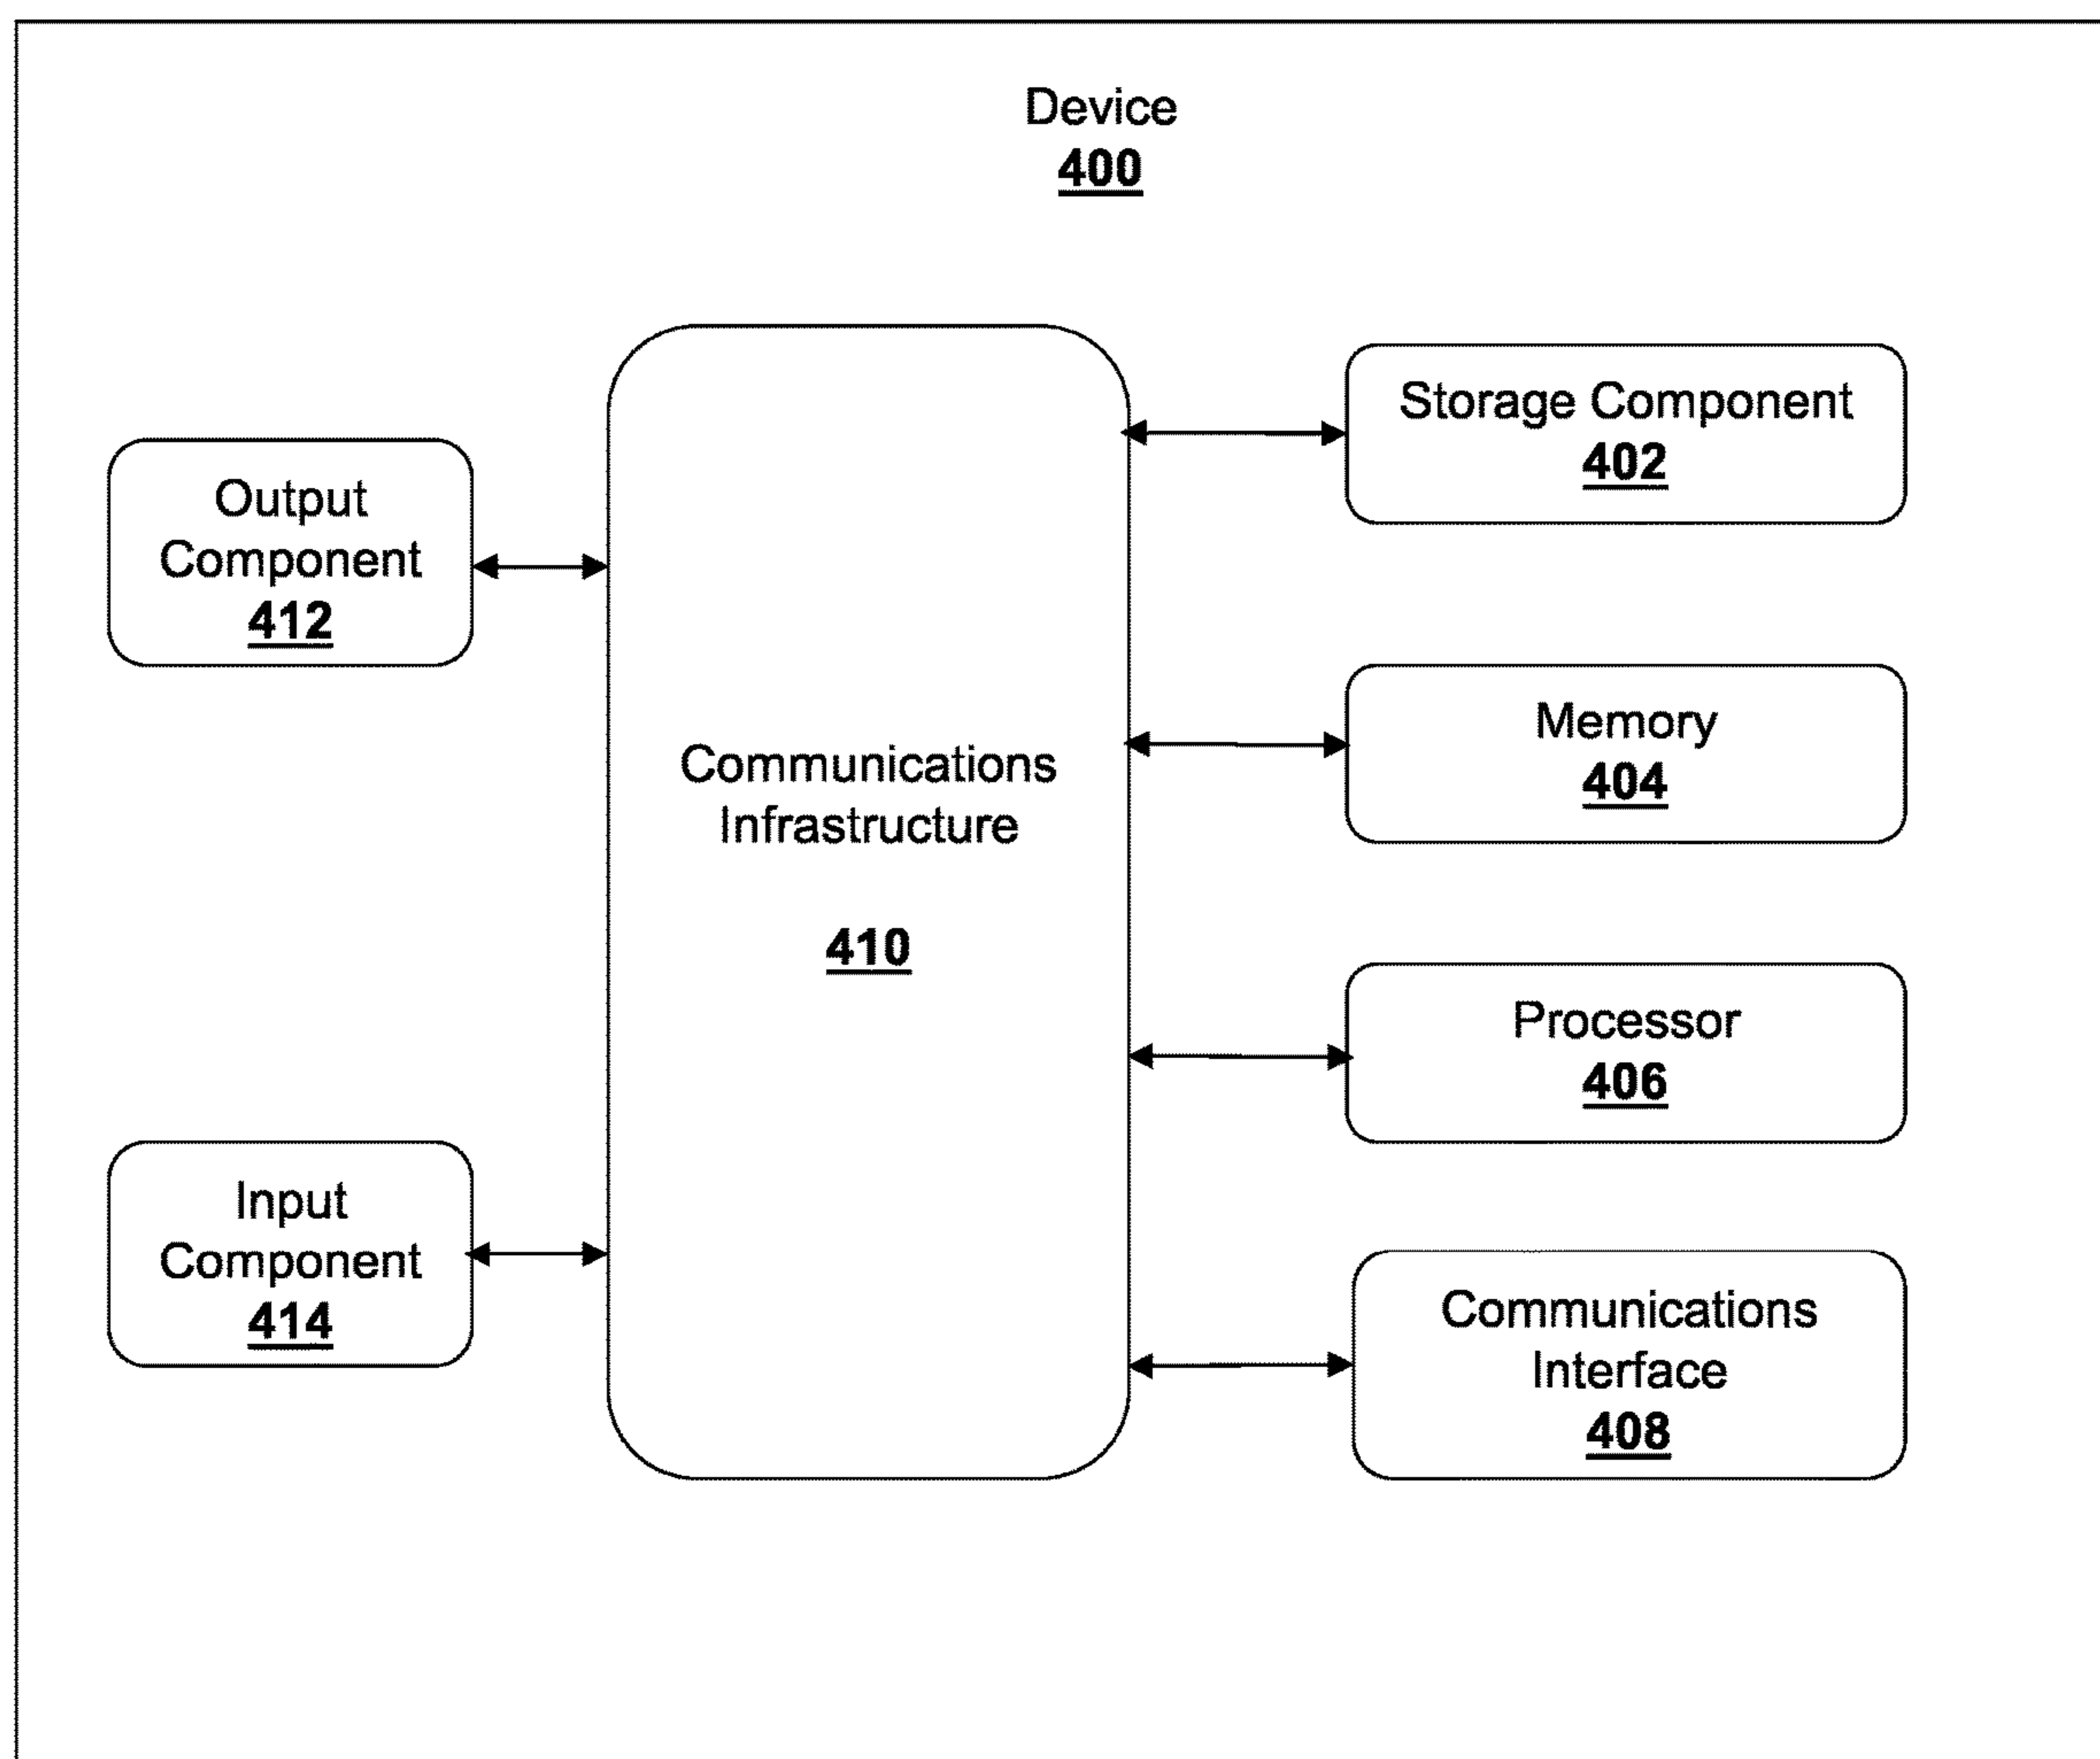 Device
400
Storage Component
402
Output
Component
412
Memory
404
Communications
Infrastructure
410
Processor
406
Input
Component
414
Communications
Interface
408